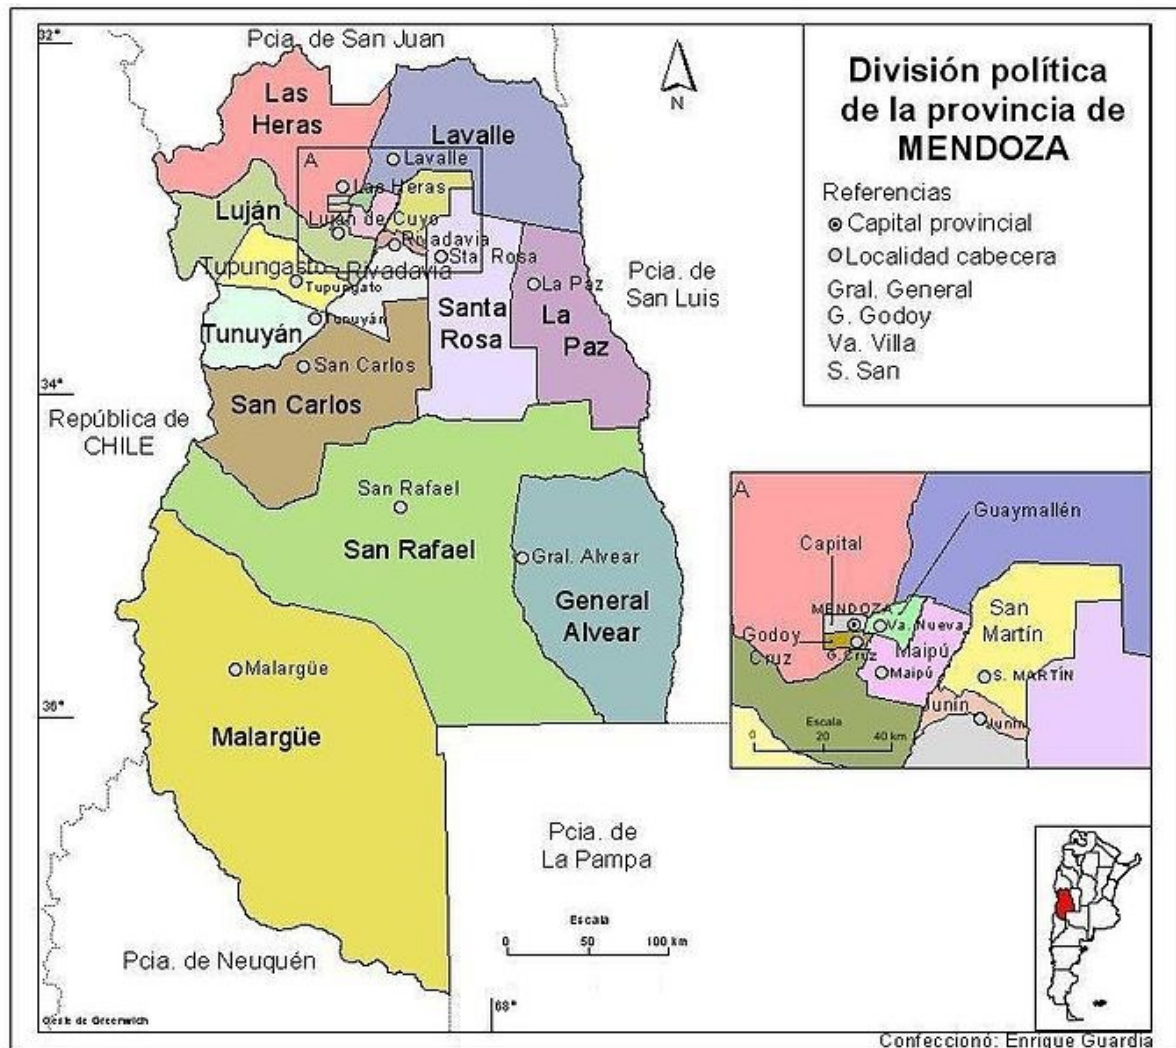 32°
Pcia. de San Juan
Las
Heras
Lavalle
N
A
Lavalle
Las Heras
Luján
Luján de Cuyo
Rivadavia
Sta. Rosa
Tupungasto
Rivadavia
Tupungato
La Paz
Pcia. de
San Luis
Tunuyán
Tunuyán
Santa
Rosa
La
Paz
San Carlos
34°
San Carlos
República de
CHILE
San Rafael
San Rafael
Gral. Alvear
General
Alvear
Malargüe
36°
Malargüe
Pcia. de
La Pampa
Escala
0 50 100 km
Pcia. de Neuquén
68°
Oeste de Greenwich
División política
de la provincia de
MENDOZA
Referencias
Capital provincial
Localidad cabecera
Gral. General
G. Godoy
Va. Villa
S. San
A
Guaymallén
Capital
MENDOZA
San
Martín
Va. Nueva
Godoy
Cruz
G. Cruz
Maipú
Maipú
S. MARTÍN
Junín
Junín
Escala
0 20 40 km
Confeccionó: Enrique Guardia